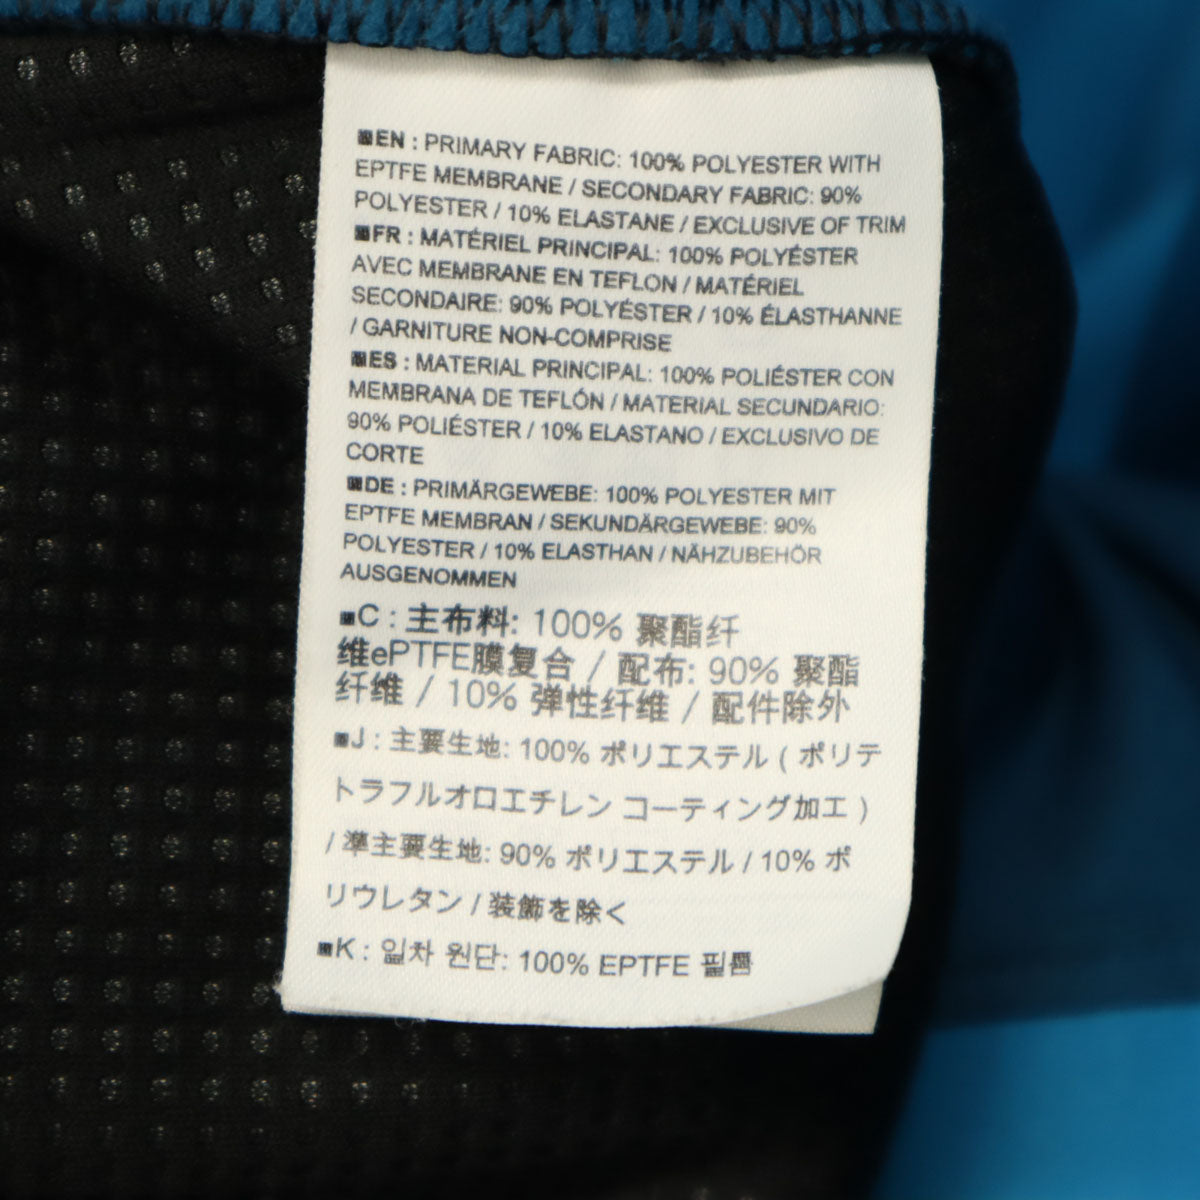 ■EN : PRIMARY FABRIC: 100% POLYESTER WITH
EPTFE MEMBRANE / SECONDARY FABRIC: 90%
POLYESTER / 10% ELASTANE / EXCLUSIVE OF TRIM
■FR : MATÉRIEL PRINCIPAL: 100% POLYÉSTER
AVEC MEMBRANE EN TEFLON / MATÉRIEL
SECONDAIRE: 90% POLYÉSTER / 10% ÉLASTHANNE
/ GARNITURE NON-COMPRISE
■ES : MATERIAL PRINCIPAL: 100% POLIÉSTER CON
MEMBRANA DE TEFLÓN / MATERIAL SECUNDARIO:
90% POLIÉSTER / 10% ELASTANO / EXCLUSIVO DE
CORTE
■DE : PRIMÄRGEWEBE: 100% POLYESTER MIT
EPTFE MEMBRAN / SEKUNDÄRGEWEBE: 90%
POLYESTER / 10% ELASTHAN / NÄHZUBEHÖR
AUSGENOMMEN
■C : 主布料: 100% 聚酯纤
维ePTFE膜复合 / 配布: 90% 聚酯
纤维 / 10% 弹性纤维 / 配件除外
■J : 主要生地: 100% ポリエステル ( ポリテ
トラフルオロエチレン コーティング加工 )
/ 準主要生地: 90% ポリエステル / 10% ポ
リウレタン / 装飾を除く
■K : 일차 원단: 100% EPTFE 필름